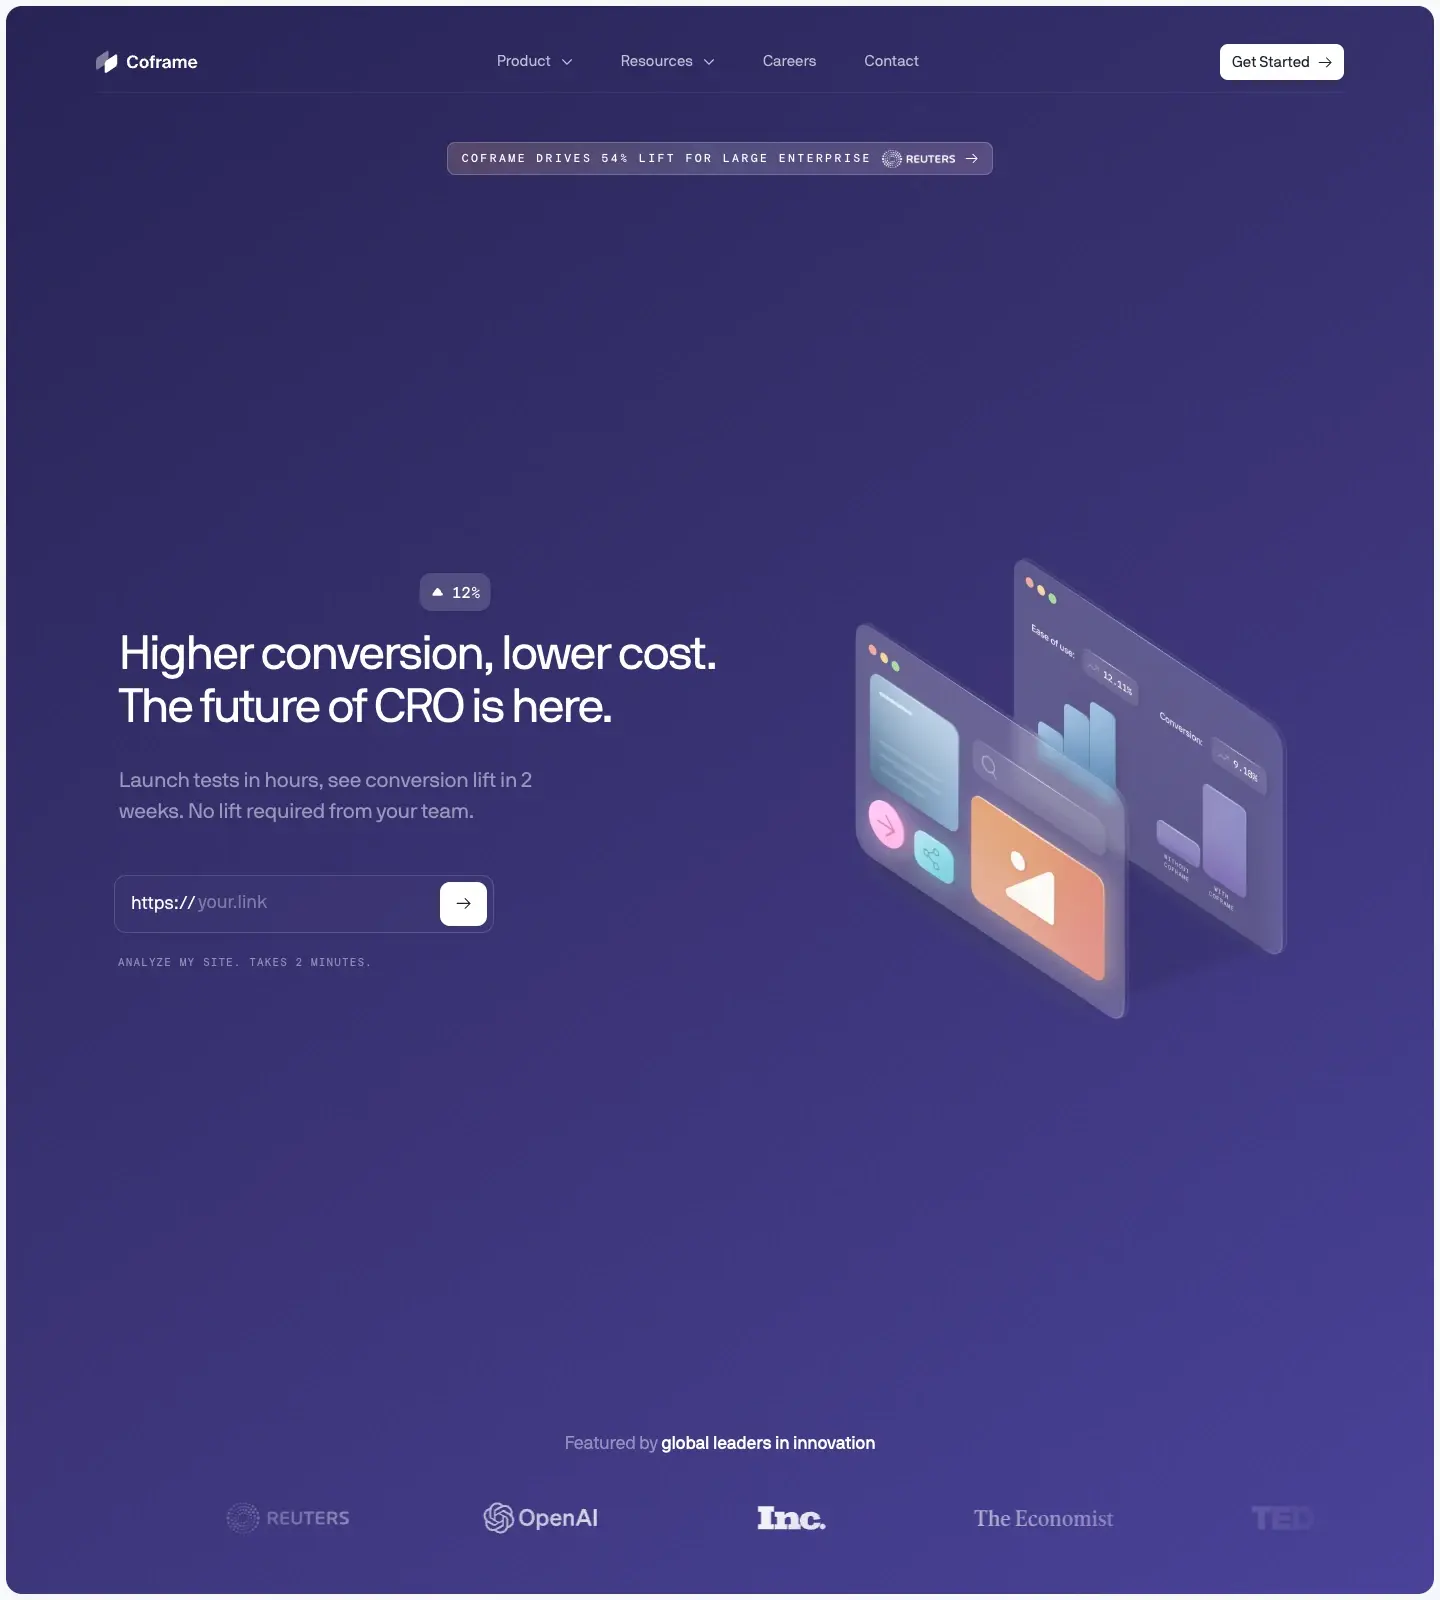 Coframe
Product
Resources
Careers
Contact
Get Started
COFRAME DRIVES 54% LIFT FOR LARGE ENTERPRISE REUTERS
12%
Higher conversion, lower cost.
The future of CRO is here.
Launch tests in hours, see conversion lift in 2
weeks. No lift required from your team.
https:// your.link
ANALYZE MY SITE. TAKES 2 MINUTES.
Ease of use:
12.11%
Conversion:
9.18%
WITHOUT
COFRAME
WITH
COFRAME
Featured by global leaders in innovation
REUTERS
OpenAI
Inc.
The Economist
TED